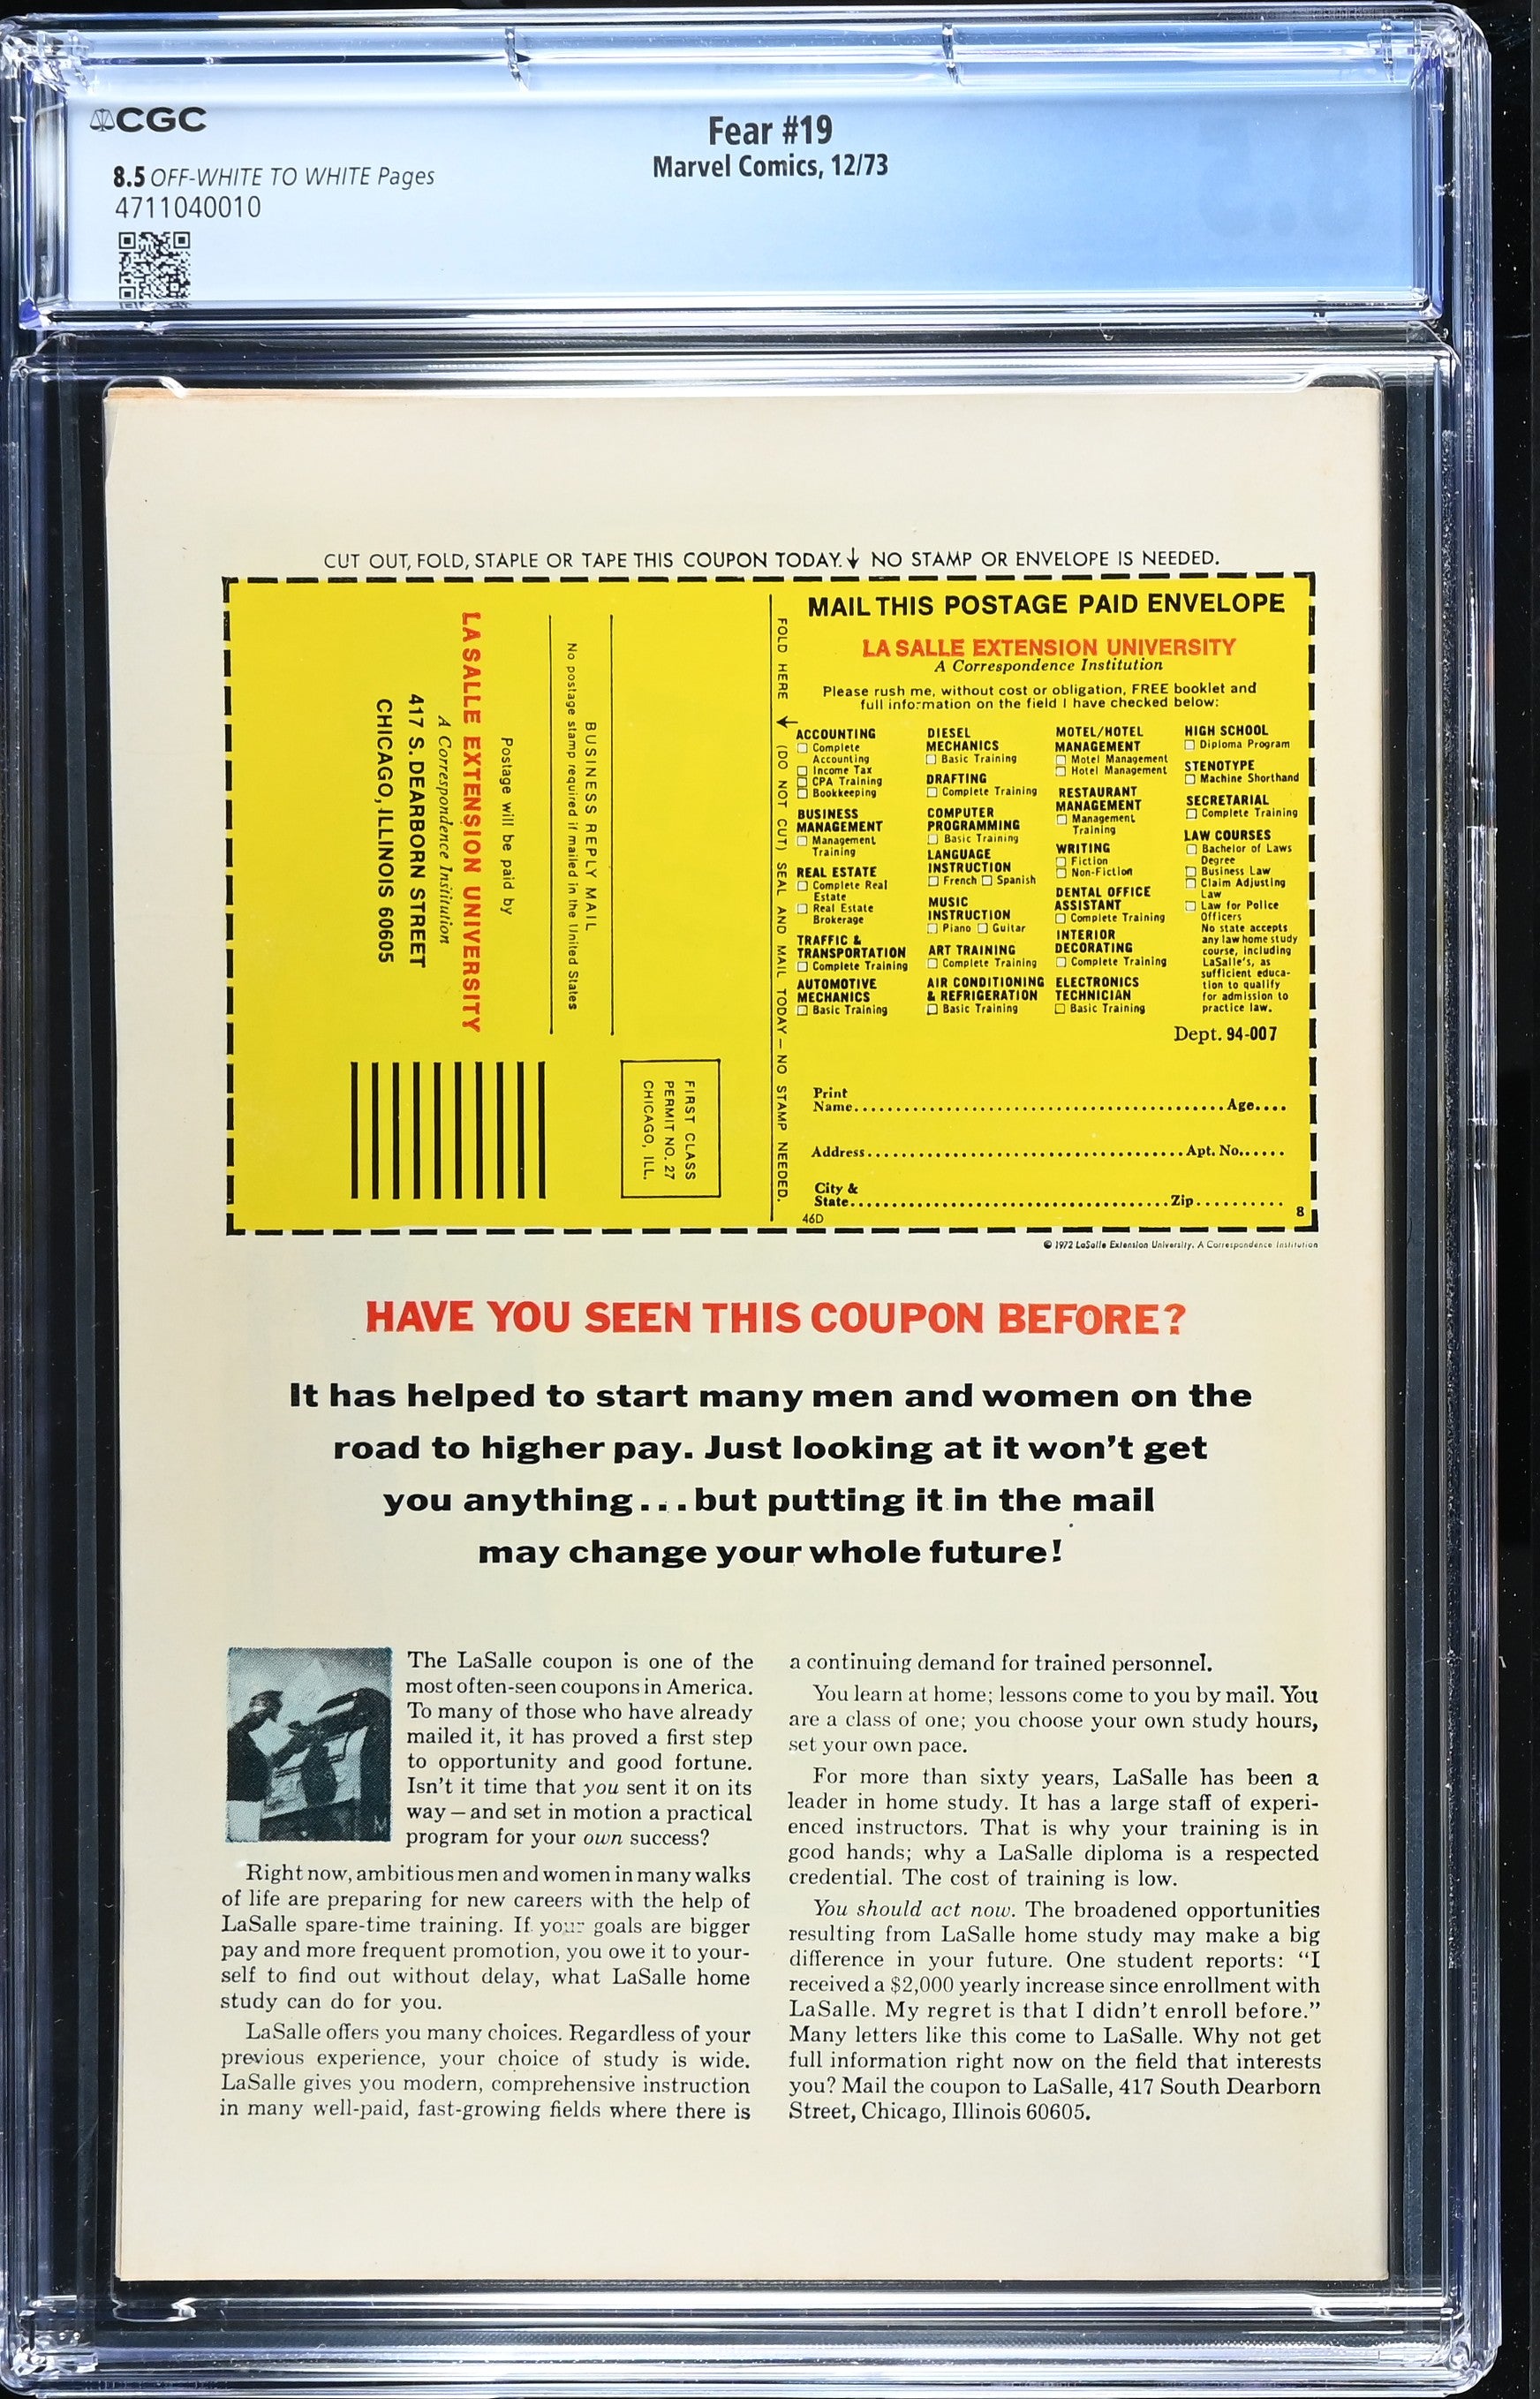 CGC
Fear #19
Marvel Comics, 12/73
8.5 OFF-WHITE TO WHITE Pages
4711040010
8.5
CUT OUT, FOLD, STAPLE OR TAPE THIS COUPON TODAY.↓ NO STAMP OR ENVELOPE IS NEEDED.
FIRST CLASS
PERMIT NO. 27
CHICAGO, ILL.
BUSINESS REPLY MAIL
No postage stamp required if mailed in the United States
Postage will be paid by
LA SALLE EXTENSION UNIVERSITY
A Correspondence Institution
417 S. DEARBORN STREET
CHICAGO, ILLINOIS 60605
FOLD HERE → (DO NOT CUT) SEAL AND MAIL TODAY — NO STAMP NEEDED.
MAIL THIS POSTAGE PAID ENVELOPE
LA SALLE EXTENSION UNIVERSITY
A Correspondence Institution
Please rush me, without cost or obligation, FREE booklet and
full information on the field I have checked below:
ACCOUNTING
☐ Complete
Accounting
☐ Income Tax
☐ CPA Training
☐ Bookkeeping
BUSINESS
MANAGEMENT
☐ Management
Training
REAL ESTATE
☐ Complete Real
Estate
☐ Real Estate
Brokerage
TRAFFIC &
TRANSPORTATION
☐ Complete Training
AUTOMOTIVE
MECHANICS
☐ Basic Training
DIESEL
MECHANICS
☐ Basic Training
DRAFTING
☐ Complete Training
COMPUTER
PROGRAMMING
☐ Basic Training
LANGUAGE
INSTRUCTION
☐ French ☐ Spanish
MUSIC
INSTRUCTION
☐ Piano ☐ Guitar
ART TRAINING
☐ Complete Training
AIR CONDITIONING
& REFRIGERATION
☐ Basic Training
MOTEL/HOTEL
MANAGEMENT
☐ Motel Management
☐ Hotel Management
RESTAURANT
MANAGEMENT
☐ Management
Training
WRITING
☐ Fiction
☐ Non-Fiction
DENTAL OFFICE
ASSISTANT
☐ Complete Training
INTERIOR
DECORATING
☐ Complete Training
ELECTRONICS
TECHNICIAN
☐ Basic Training
HIGH SCHOOL
☐ Diploma Program
STENOTYPE
☐ Machine Shorthand
SECRETARIAL
☐ Complete Training
LAW COURSES
☐ Bachelor of Laws
Degree
☐ Business Law
☐ Claim Adjusting
Law
☐ Law for Police
Officers
No state accepts
any law home study
course, including
LaSalle's, as
sufficient educa-
tion to qualify
for admission to
practice law.
Dept. 94-007
Print
Name.......... Age....
Address.......... Apt. No......
City &
State.......... Zip..........
46D
8
© 1972 LaSalle Extension University, A Correspondence Institution
HAVE YOU SEEN THIS COUPON BEFORE?
It has helped to start many men and women on the
road to higher pay. Just looking at it won't get
you anything...but putting it in the mail
may change your whole future!
The LaSalle coupon is one of the
most often-seen coupons in America.
To many of those who have already
mailed it, it has proved a first step
to opportunity and good fortune.
Isn't it time that you sent it on its
way—and set in motion a practical
program for your own success?
Right now, ambitious men and women in many walks
of life are preparing for new careers with the help of
LaSalle spare-time training. If your goals are bigger
pay and more frequent promotion, you owe it to your-
self to find out without delay, what LaSalle home
study can do for you.
LaSalle offers you many choices. Regardless of your
previous experience, your choice of study is wide.
LaSalle gives you modern, comprehensive instruction
in many well-paid, fast-growing fields where there is
a continuing demand for trained personnel.
You learn at home; lessons come to you by mail. You
are a class of one; you choose your own study hours,
set your own pace.
For more than sixty years, LaSalle has been a
leader in home study. It has a large staff of experi-
enced instructors. That is why your training is in
good hands; why a LaSalle diploma is a respected
credential. The cost of training is low.
You should act now. The broadened opportunities
resulting from LaSalle home study may make a big
difference in your future. One student reports: "I
received a $2,000 yearly increase since enrollment with
LaSalle. My regret is that I didn't enroll before."
Many letters like this come to LaSalle. Why not get
full information right now on the field that interests
you? Mail the coupon to LaSalle, 417 South Dearborn
Street, Chicago, Illinois 60605.